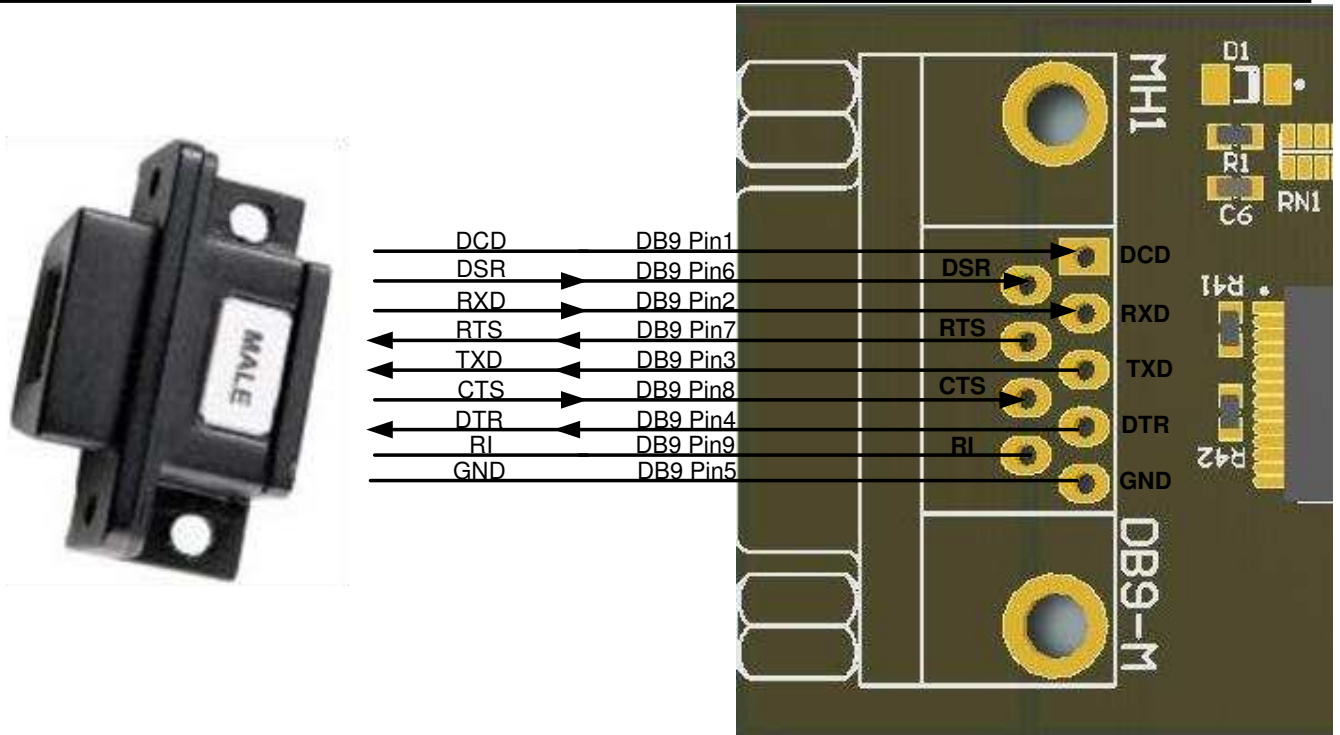 MALE
DCD DB9 Pin1
DSR DB9 Pin6
RXD DB9 Pin2
RTS DB9 Pin7
TXD DB9 Pin3
CTS DB9 Pin8
DTR DB9 Pin4
RI DB9 Pin9
GND DB9 Pin5
DSR
RTS
CTS
RI
DCD
RXD
TXD
DTR
GND
MH1
DB9-M
D1
R1
C6
RN1
R41
R42